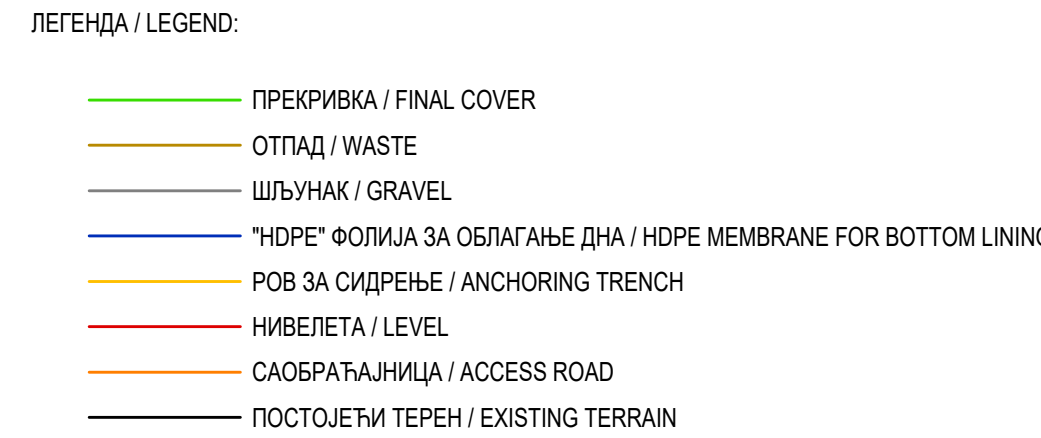 ЛЕГЕНДА / LEGEND:
ПРЕКРИВКА / FINAL COVER
ОТПАД / WASTE
ШЉУНАК / GRAVEL
"HDPE" ФОЛИЈА ЗА ОБЛАГАЊЕ ДНА / HDPE MEMBRANE FOR BOTTOM LINING
РОВ ЗА СИДРЕЊЕ / ANCHORING TRENCH
НИВЕЛЕТА / LEVEL
САОБРАЋАЈНИЦА / ACCESS ROAD
ПОСТОЈЕЋИ ТЕРЕН / EXISTING TERRAIN